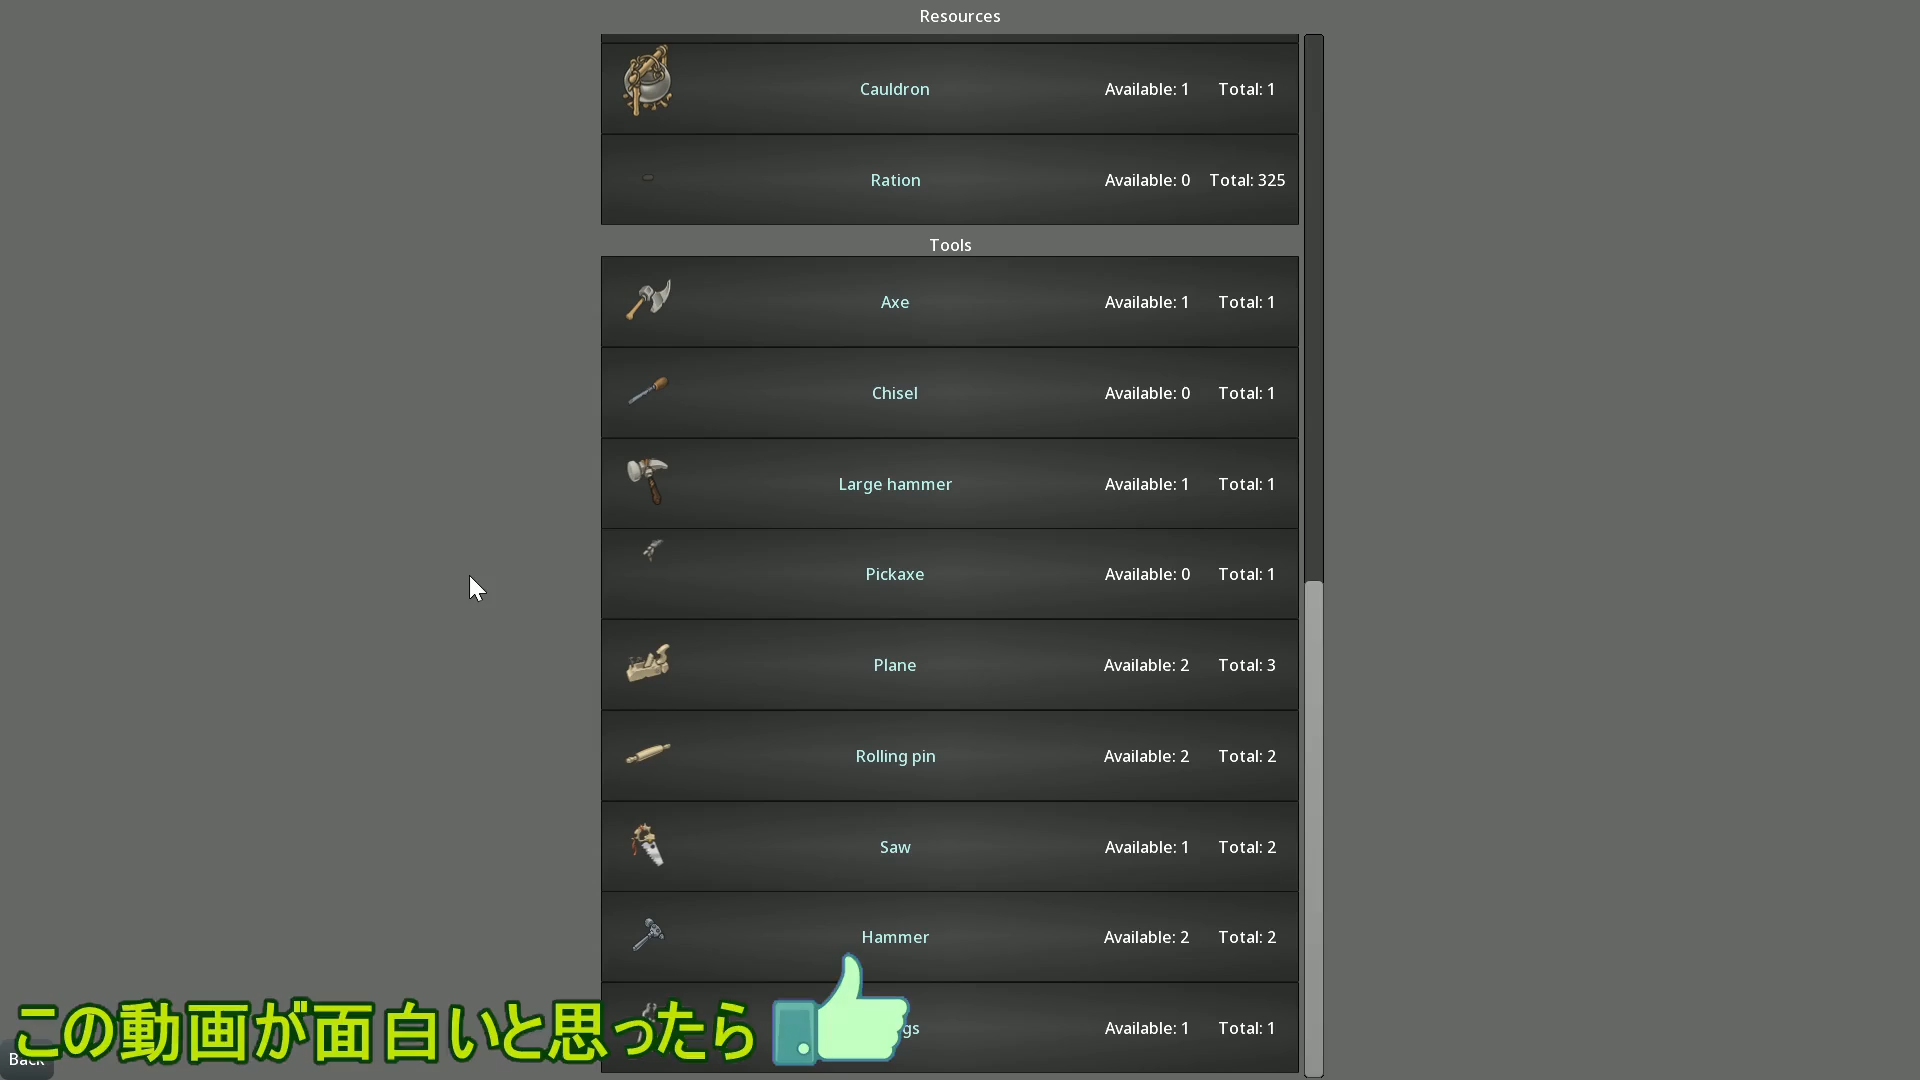 Resources
Cauldron Available: 1 Total: 1
Ration Available: 0 Total: 325
Tools
Axe Available: 1 Total: 1
Chisel Available: 0 Total: 1
Large hammer Available: 1 Total: 1
Pickaxe Available: 0 Total: 1
Plane Available: 2 Total: 3
Rolling pin Available: 2 Total: 2
Saw Available: 1 Total: 2
Hammer Available: 2 Total: 2
gs Available: 1 Total: 1
この動画が面白いと思ったら
Back